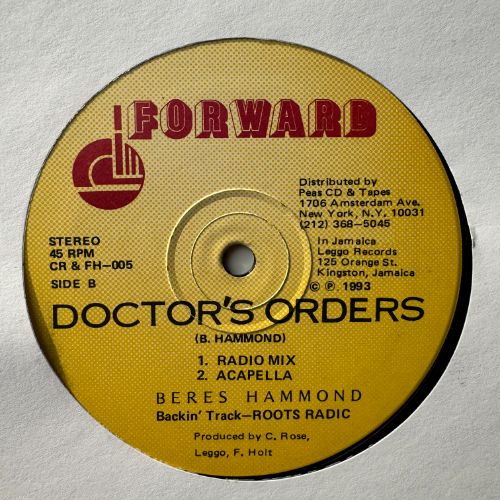 FORWARD
Distributed by
Peas CD & Tapes
1706 Amsterdam Ave.
New York, N.Y. 10031
(212) 368-5045
STEREO
45 RPM
CR & FH-005
SIDE B
In Jamaica
Leggo Records
125 Orange St.
Kingston, Jamaica
© ℗ 1993
DOCTOR'S ORDERS
(B. HAMMOND)
1. RADIO MIX
2. ACAPELLA
BERES HAMMOND
Backin' Track—ROOTS RADIC
Produced by C. Rose,
Leggo, F. Holt